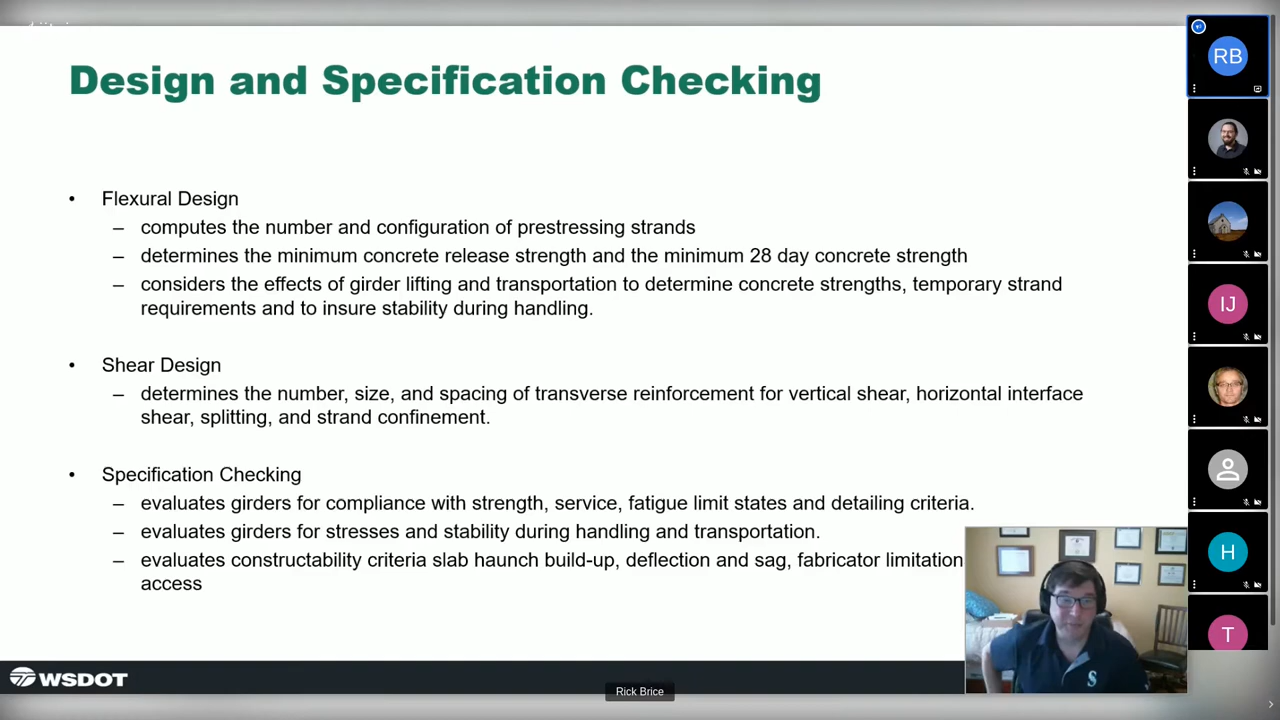 Design and Specification Checking
• Flexural Design
– computes the number and configuration of prestressing strands
– determines the minimum concrete release strength and the minimum 28 day concrete strength
– considers the effects of girder lifting and transportation to determine concrete strengths, temporary strand
requirements and to insure stability during handling.
• Shear Design
– determines the number, size, and spacing of transverse reinforcement for vertical shear, horizontal interface
shear, splitting, and strand confinement.
• Specification Checking
– evaluates girders for compliance with strength, service, fatigue limit states and detailing criteria.
– evaluates girders for stresses and stability during handling and transportation.
– evaluates constructability criteria slab haunch build-up, deflection and sag, fabricator limitation
access
WSDOT
Rick Brice
RB
IJ
H
T
S